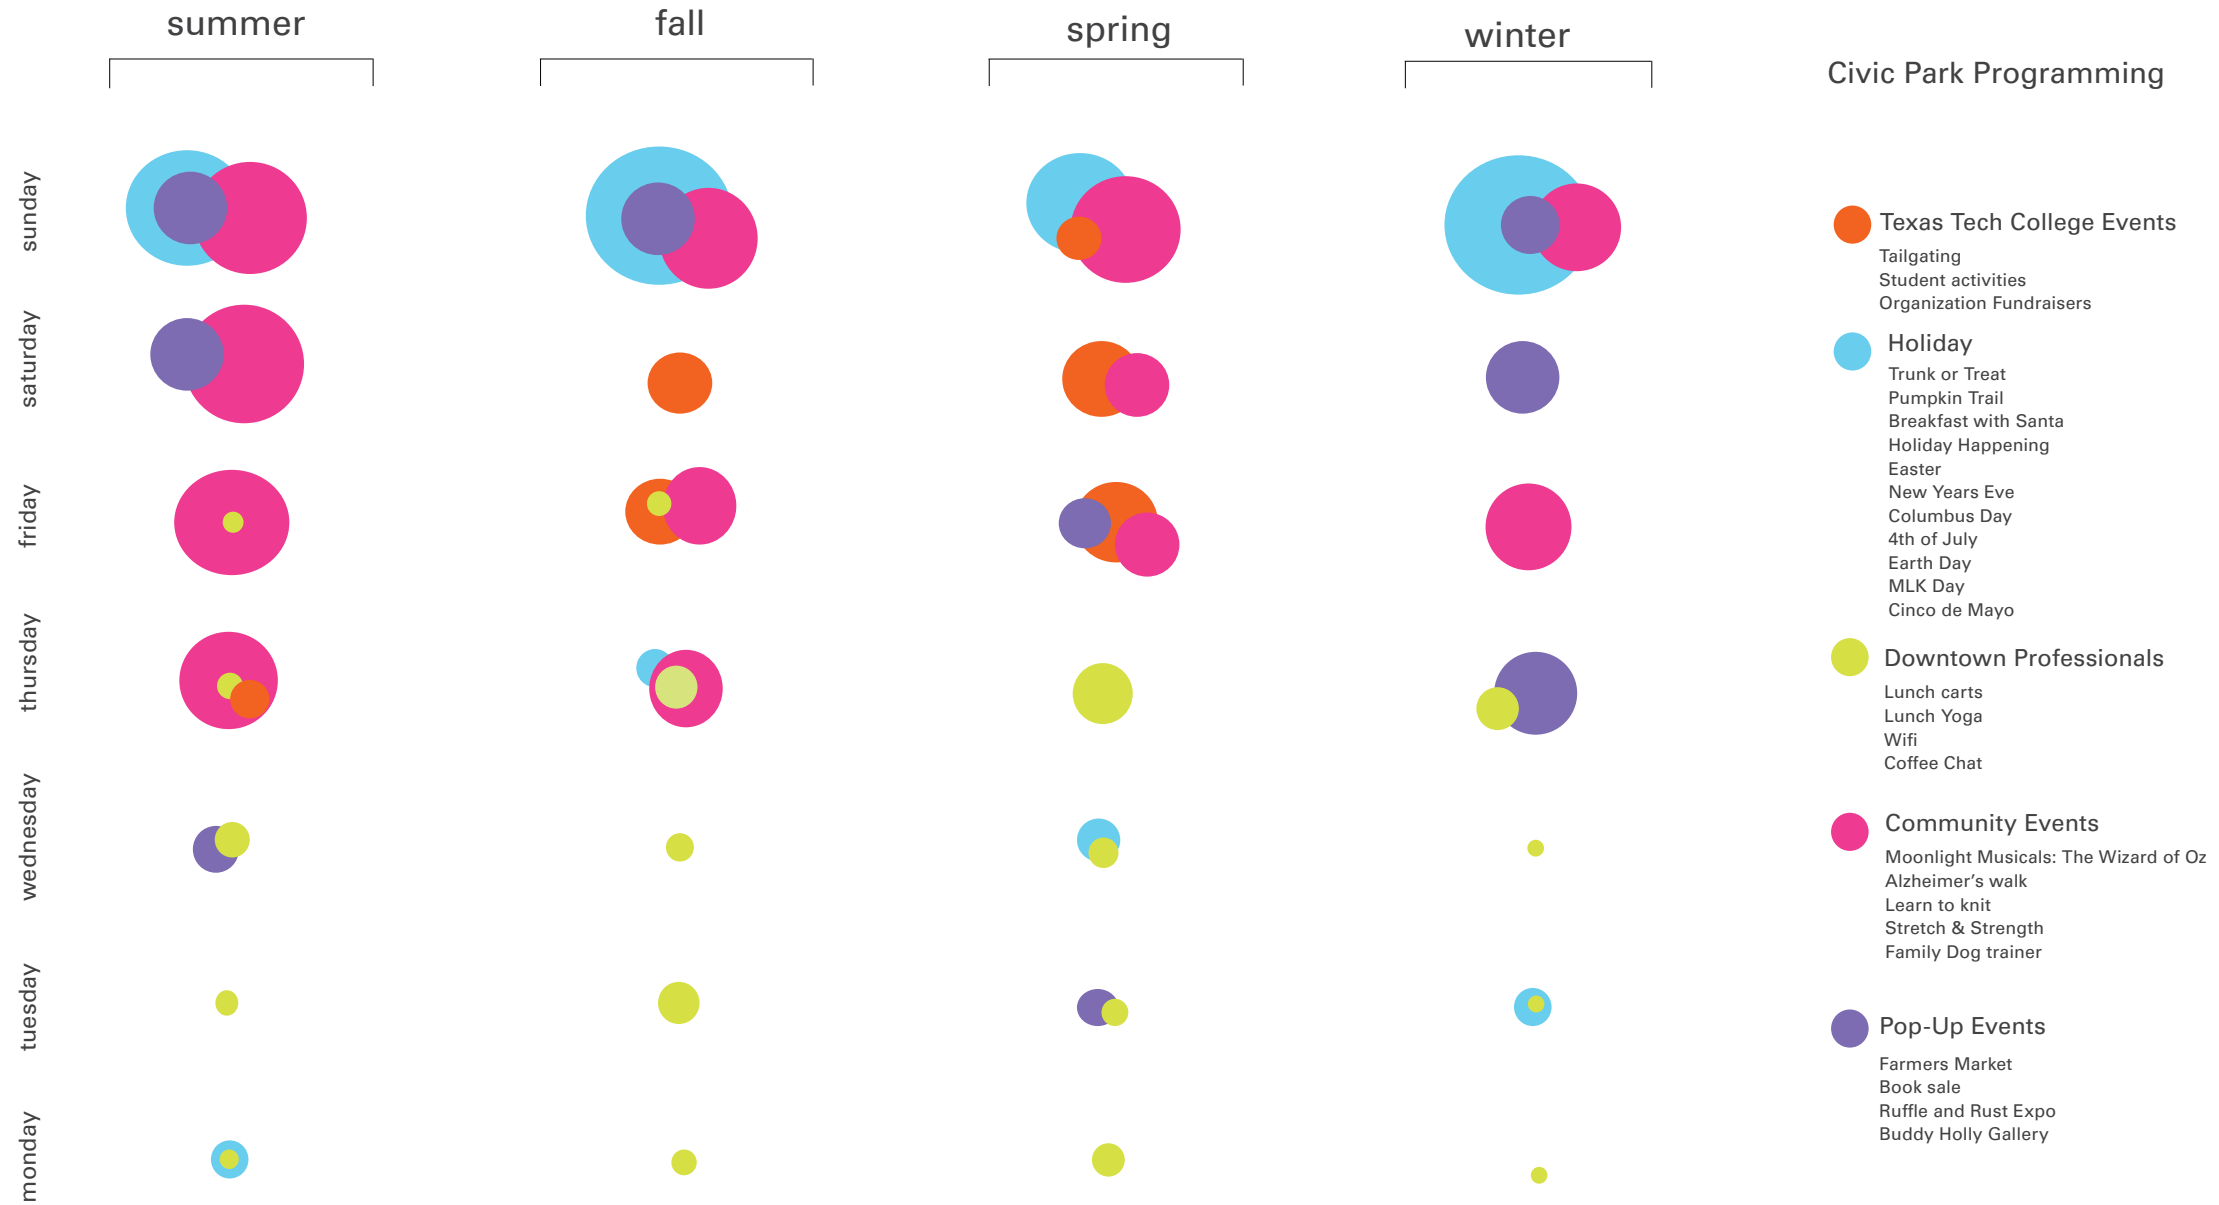 summer
fall
spring
winter
Civic Park Programming
sunday
saturday
friday
thursday
wednesday
tuesday
monday
Texas Tech College Events
Tailgating
Student activities
Organization Fundraisers
Holiday
Trunk or Treat
Pumpkin Trail
Breakfast with Santa
Holiday Happening
Easter
New Years Eve
Columbus Day
4th of July
Earth Day
MLK Day
Cinco de Mayo
Downtown Professionals
Lunch carts
Lunch Yoga
Wifi
Coffee Chat
Community Events
Moonlight Musicals: The Wizard of Oz
Alzheimer’s walk
Learn to knit
Stretch & Strength
Family Dog trainer
Pop-Up Events
Farmers Market
Book sale
Ruffle and Rust Expo
Buddy Holly Gallery